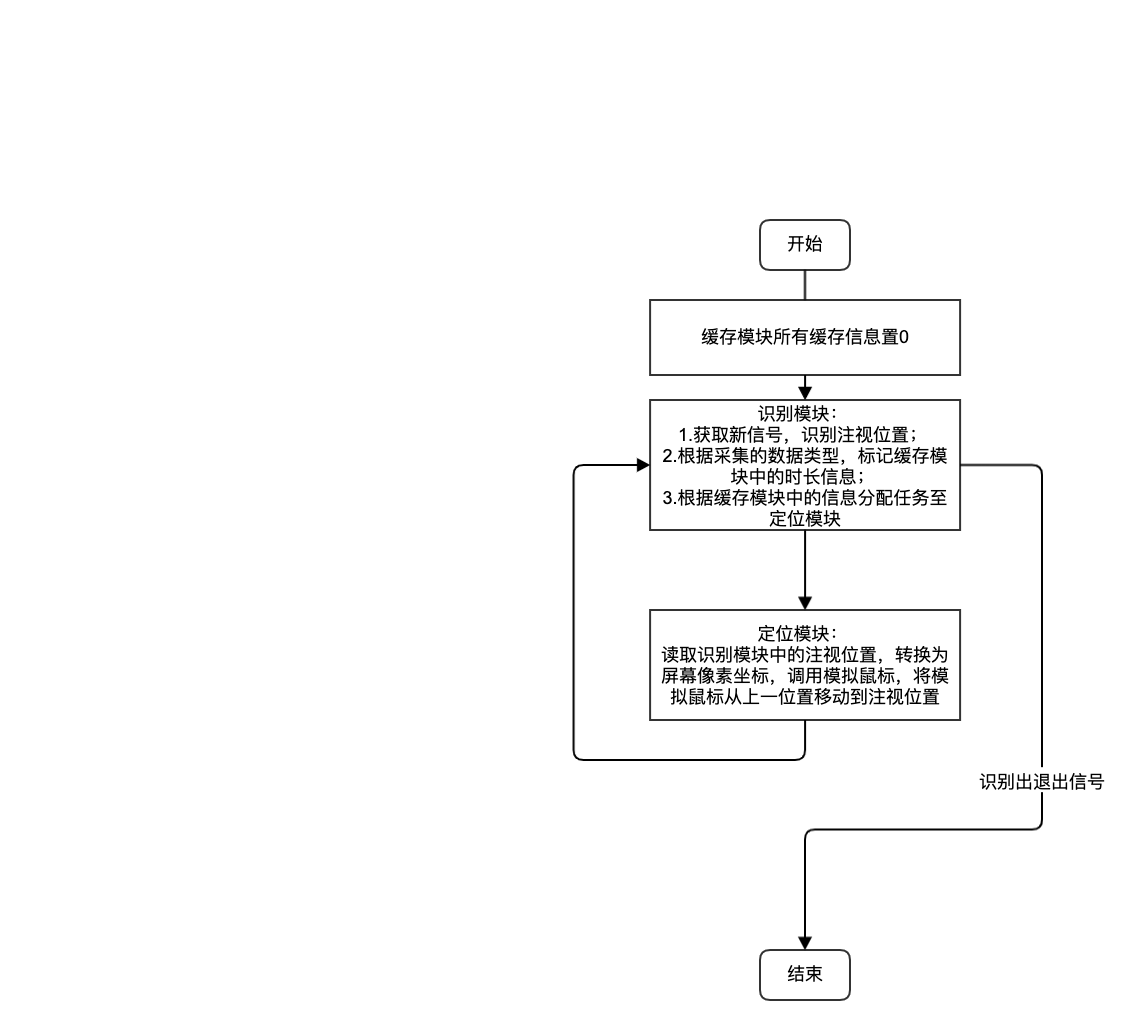 开始
缓存模块所有缓存信息置0
识别模块：
1.获取新信号，识别注视位置；
2.根据采集的数据类型，标记缓存模
块中的时长信息；
3.根据缓存模块中的信息分配任务至
定位模块
定位模块：
读取识别模块中的注视位置，转换为
屏幕像素坐标，调用模拟鼠标，将模
拟鼠标从上一位置移动到注视位置
识别出退出信号
结束